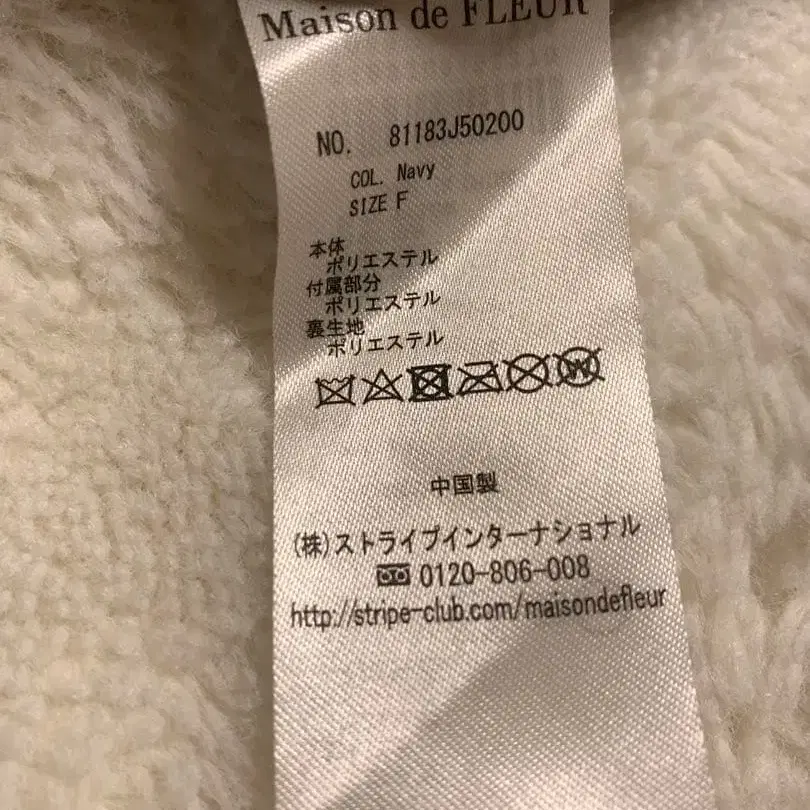 Maison de FLEUR
NO. 81183J50200
COL. Navy
SIZE F
本体
ポリエステル
付属部分
ポリエステル
裏生地
ポリエステル
中国製
(株)ストライプインターナショナル
0120-806-008
http://stripe-club.com/maisondefleur